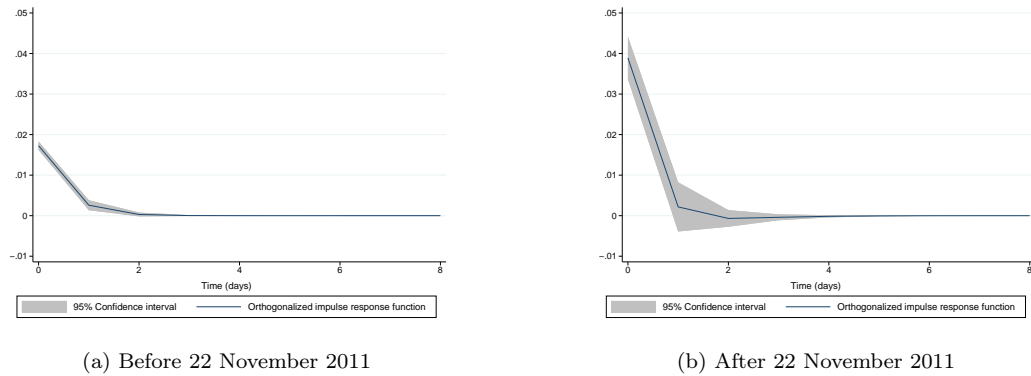 .05
.04
.03
.02
.01
0
-.01
0 2 4 6 8
Time (days)
95% Confidence interval Orthogonalized impulse response function
(a) Before 22 November 2011
.05
.04
.03
.02
.01
0
-.01
0 2 4 6 8
Time (days)
95% Confidence interval Orthogonalized impulse response function
(b) After 22 November 2011